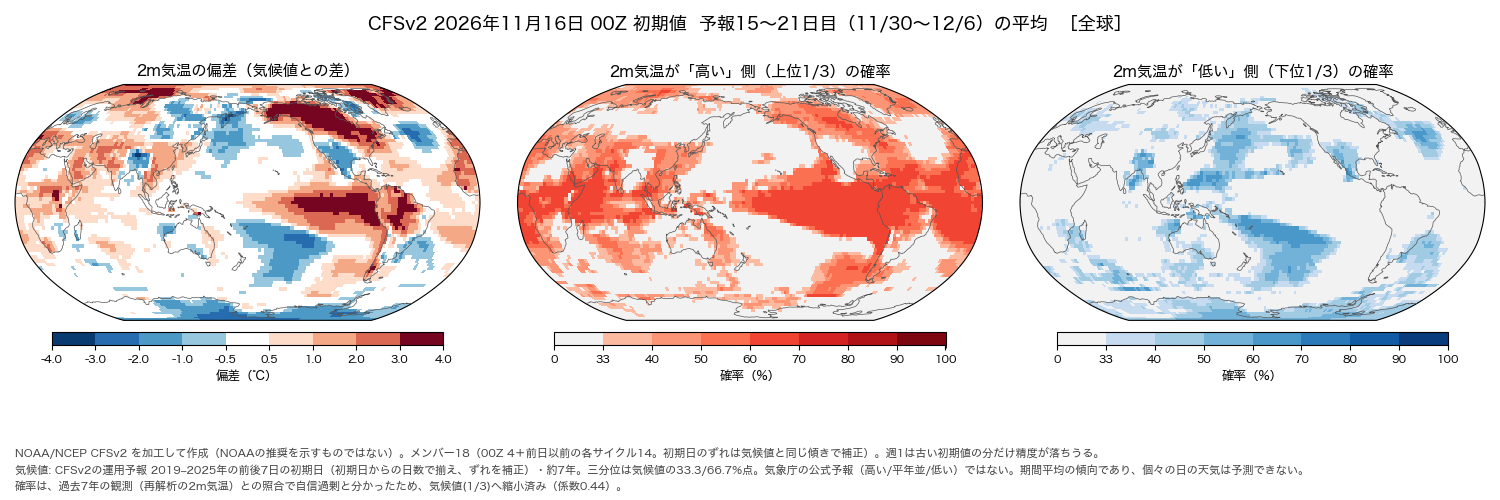 CFSv2 2026年11月16日 00Z 初期値  予報15〜21日目（11/30〜12/6）の平均  ［全球］
2m気温の偏差（気候値との差）
2m気温が「高い」側（上位1/3）の確率
2m気温が「低い」側（下位1/3）の確率
-4.0 -3.0 -2.0 -1.0 -0.5 0.5 1.0 2.0 3.0 4.0
偏差（℃）
0 33 40 50 60 70 80 90 100
確率（%）
0 33 40 50 60 70 80 90 100
確率（%）
NOAA/NCEP CFSv2 を加工して作成（NOAAの推奨を示すものではない）。メンバー18（00Z 4＋前日以前の各サイクル14。初期日のずれは気候値と同じ傾きで補正）。週1は古い初期値の分だけ精度が落ちうる。
気候値: CFSv2の運用予報 2019–2025年の前後7日の初期日（初期日からの日数で揃え、ずれを補正）・約7年。三分位は気候値の33.3/66.7%点。気象庁の公式予報（高い/平年並/低い）ではない。期間平均の傾向であり、個々の日の天気は予測できない。
確率は、過去7年の観測（再解析の2m気温）との照合で自信過剰と分かったため、気候値(1/3)へ縮小済み（係数0.44）。